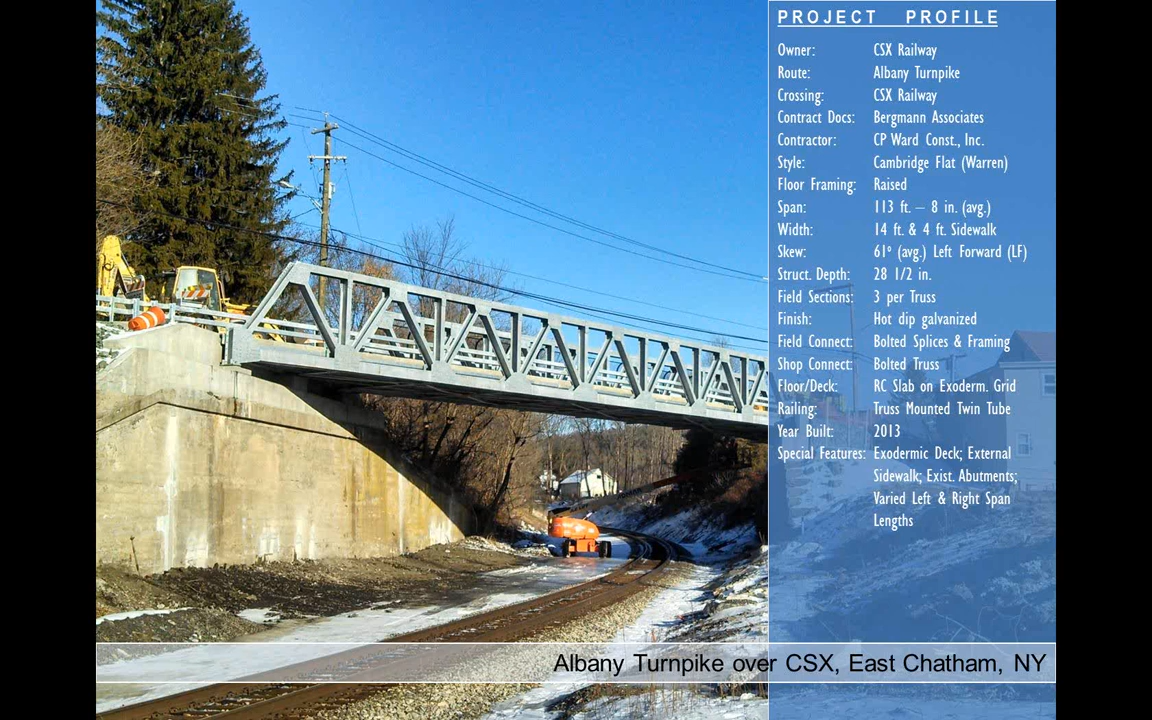 PROJECT PROFILE
Owner: CSX Railway
Route: Albany Turnpike
Crossing: CSX Railway
Contract Docs: Bergmann Associates
Contractor: CP Ward Const., Inc.
Style: Cambridge Flat (Warren)
Floor Framing: Raised
Span: 113 ft. – 8 in. (avg.)
Width: 14 ft. & 4 ft. Sidewalk
Skew: 61° (avg.) Left Forward (LF)
Struct. Depth: 28 1/2 in.
Field Sections: 3 per Truss
Finish: Hot dip galvanized
Field Connect: Bolted Splices & Framing
Shop Connect: Bolted Truss
Floor/Deck: RC Slab on Exoderm. Grid
Railing: Truss Mounted Twin Tube
Year Built: 2013
Special Features: Exodermic Deck; External
Sidewalk; Exist. Abutments;
Varied Left & Right Span
Lengths
Albany Turnpike over CSX, East Chatham, NY